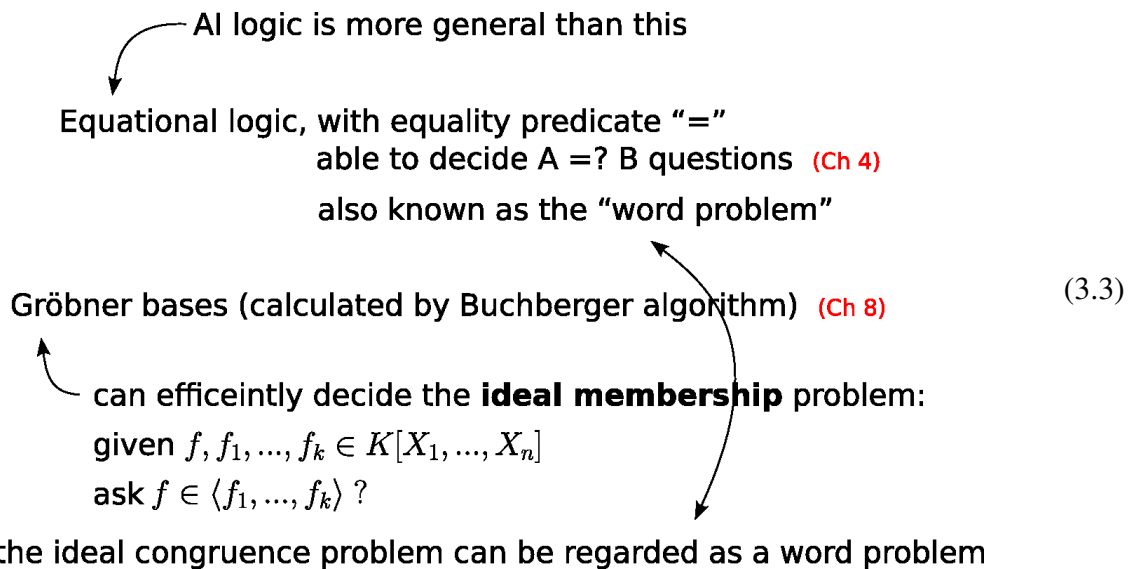 AI logic is more general than this
Equational logic, with equality predicate “=”
able to decide A =? B questions (Ch 4)
also known as the “word problem”
(3.3)
Gröbner bases (calculated by Buchberger algorithm) (Ch 8)
can efficeintly decide the ideal membership problem:
given f, f₁, ..., fₖ ∈ K[X₁, ..., Xₙ]
ask f ∈ ⟨f₁, ..., fₖ⟩ ?
the ideal congruence problem can be regarded as a word problem